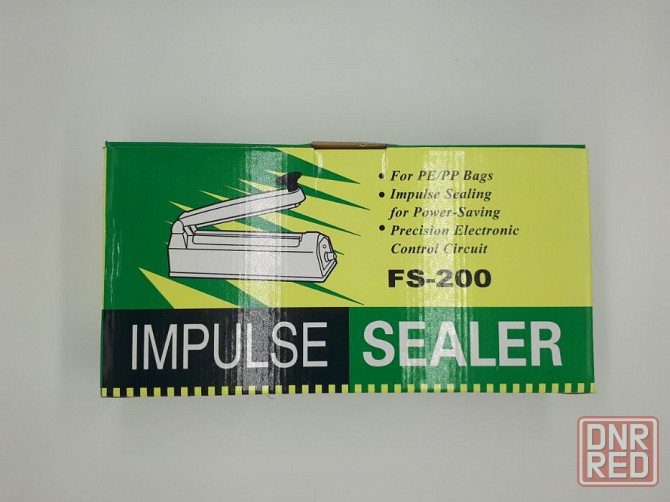 • For PE/PP Bags
• Impulse Sealing
for Power-Saving
• Precision Electronic
Control Circuit
FS-200
IMPULSE SEALER
DNR
RED